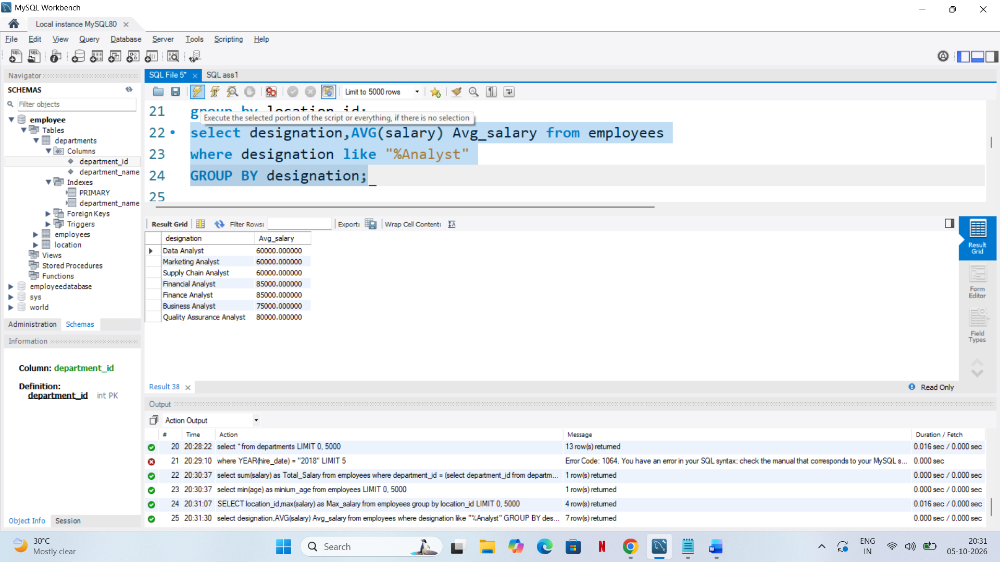 MySQL Workbench
Local instance MySQL80
File Edit View Query Database Server Tools Scripting Help
Navigator
SCHEMAS
Filter objects
employee
Tables
departments
Columns
department_id
department_name
Indexes
PRIMARY
department_name
Foreign Keys
Triggers
employees
location
Views
Stored Procedures
Functions
employeedatabase
sys
world
Administration Schemas
Information
Column: department_id
Definition:
department_id int PK
Object Info Session
SQL File 5* SQL ass1
Limit to 5000 rows
21 group by location_id;
Execute the selected portion of the script or everything, if there is no selection
22 select designation,AVG(salary) Avg_salary from employees
23 where designation like "%Analyst"
24 GROUP BY designation;
25
Result Grid Filter Rows: Export: Wrap Cell Content:
designation Avg_salary
Data Analyst 60000.000000
Marketing Analyst 60000.000000
Supply Chain Analyst 60000.000000
Financial Analyst 85000.000000
Finance Analyst 85000.000000
Business Analyst 75000.000000
Quality Assurance Analyst 80000.000000
Result Grid
Form Editor
Field Types
Result 38
Read Only
Output
Action Output
# Time Action Message Duration / Fetch
20 20:28:22 select * from departments LIMIT 0, 5000 13 row(s) returned 0.016 sec / 0.000 sec
21 20:29:10 where YEAR(hire_date) = "2018" LIMIT 5 Error Code: 1064. You have an error in your SQL syntax; check the manual that corresponds to your MySQL s... 0.000 sec
22 20:30:37 select sum(salary) as Total_Salary from employees where department_id = (select department_id from departm... 1 row(s) returned 0.000 sec / 0.000 sec
23 20:30:37 select min(age) as minium_age from employees LIMIT 0, 5000 1 row(s) returned 0.000 sec / 0.000 sec
24 20:31:07 SELECT location_id,max(salary) as Max_salary from employees group by location_id LIMIT 0, 5000 4 row(s) returned 0.016 sec / 0.000 sec
25 20:31:30 select designation,AVG(salary) Avg_salary from employees where designation like "%Analyst" GROUP BY des... 7 row(s) returned 0.000 sec / 0.000 sec
30°C
Mostly clear
Search
ENG
IN
20:31
05-10-2026